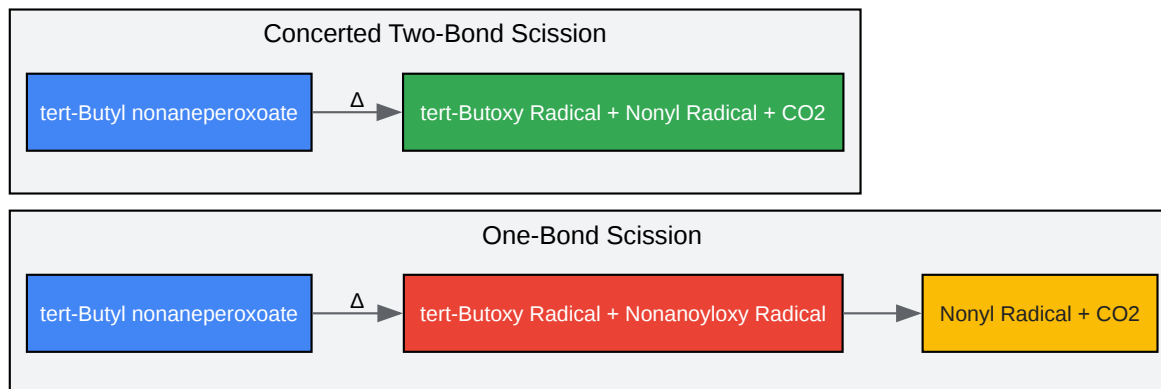 Concerted Two-Bond Scission
tert-Butyl nonaneperoxoate
Δ
tert-Butoxy Radical + Nonyl Radical + CO2
One-Bond Scission
tert-Butyl nonaneperoxoate
Δ
tert-Butoxy Radical + Nonanoyloxy Radical
Nonyl Radical + CO2